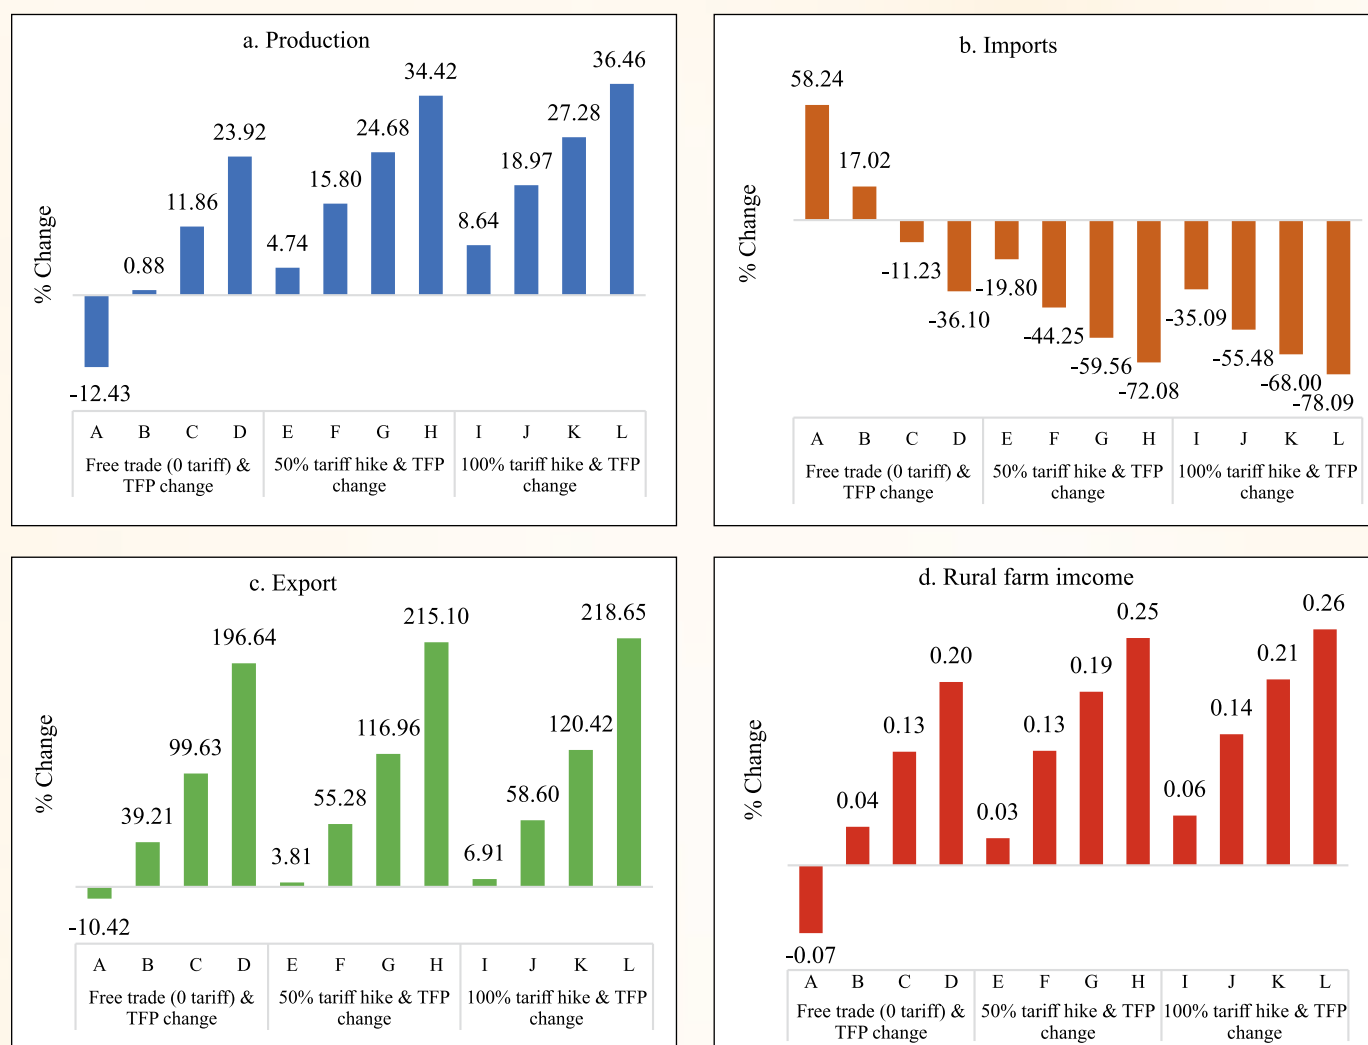 a. Production
36.46
34.42
27.28
24.68
23.92
18.97
15.80
11.86
8.64
4.74
0.88
% Change
-12.43
A B C D E F G H I J K L
Free trade (0 tariff) & 50% tariff hike & TFP 100% tariff hike & TFP
TFP change change change
b. Imports
58.24
17.02
% Change
-11.23
-19.80
-36.10
-44.25
-35.09
-59.56
-55.48
-72.08
-68.00
-78.09
A B C D E F G H I J K L
Free trade (0 tariff) & 50% tariff hike & TFP 100% tariff hike & TFP
TFP change change change
c. Export
218.65
215.10
196.64
120.42
116.96
99.63
58.60
55.28
39.21
3.81
6.91
% Change
-10.42
A B C D E F G H I J K L
Free trade (0 tariff) & 50% tariff hike & TFP 100% tariff hike & TFP
TFP change change change
d. Rural farm imcome
0.26
0.25
0.21
0.20
0.19
0.14
0.13
0.13
0.06
0.04
0.03
% Change
-0.07
A B C D E F G H I J K L
Free trade (0 tariff) & 50% tariff hike & TFP 100% tariff hike & TFP
TFP change change change